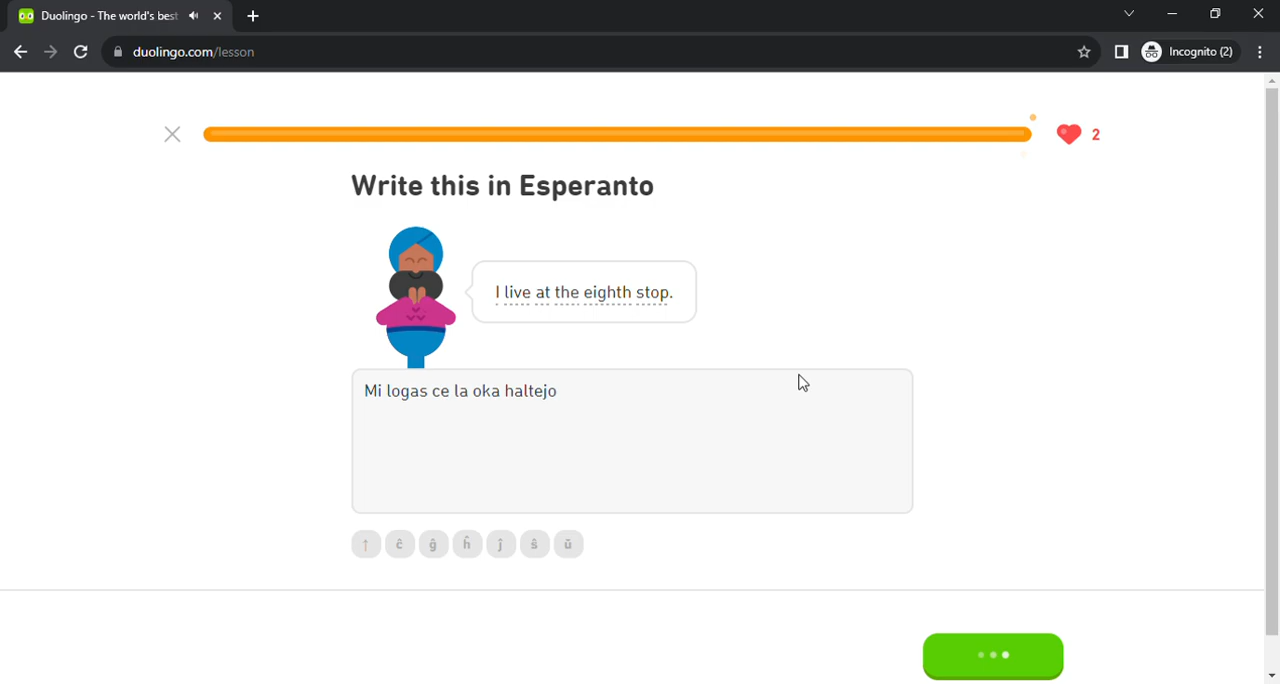 Duolingo - The world's best
duolingo.com/lesson
Incognito (2)
2
Write this in Esperanto
I live at the eighth stop.
Mi logas ce la oka haltejo
↑ ĉ ĝ ĥ ĵ ŝ ŭ